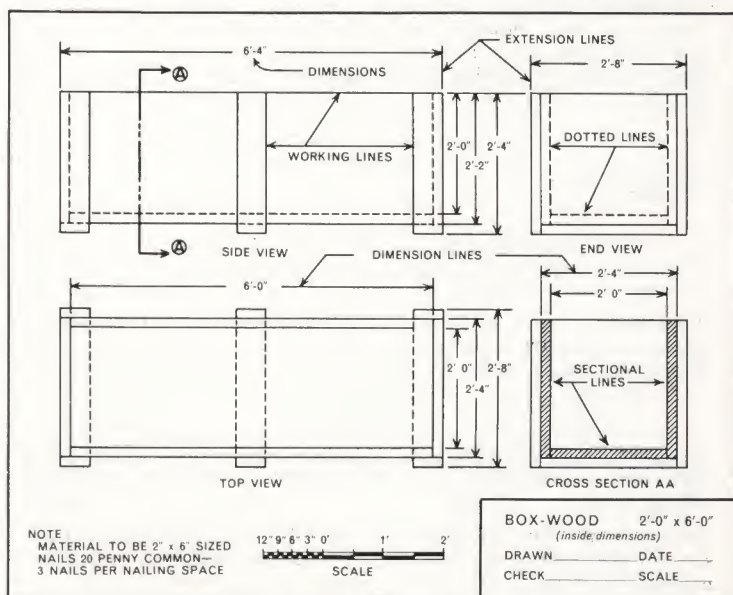 6'-4"
EXTENSION LINES
2'-8"
Ⓐ
DIMENSIONS
WORKING LINES
2'-0"
2'-2"
2'-4"
DOTTED LINES
Ⓐ
SIDE VIEW
END VIEW
DIMENSION LINES
6'-0"
2'-4"
2' 0"
2' 0"
2'-4"
2'-8"
SECTIONAL
LINES
TOP VIEW
CROSS SECTION AA
NOTE
MATERIAL TO BE 2" x 6" SIZED
NAILS 20 PENNY COMMON—
3 NAILS PER NAILING SPACE
12" 9" 6" 3" 0' 1' 2'
SCALE
BOX-WOOD 2'-0" x 6'-0"
(inside dimensions)
DRAWN DATE
CHECK SCALE